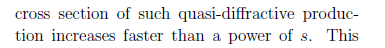 cross section of such quasi-diffractive produc-
tion increases faster than a power of s. This